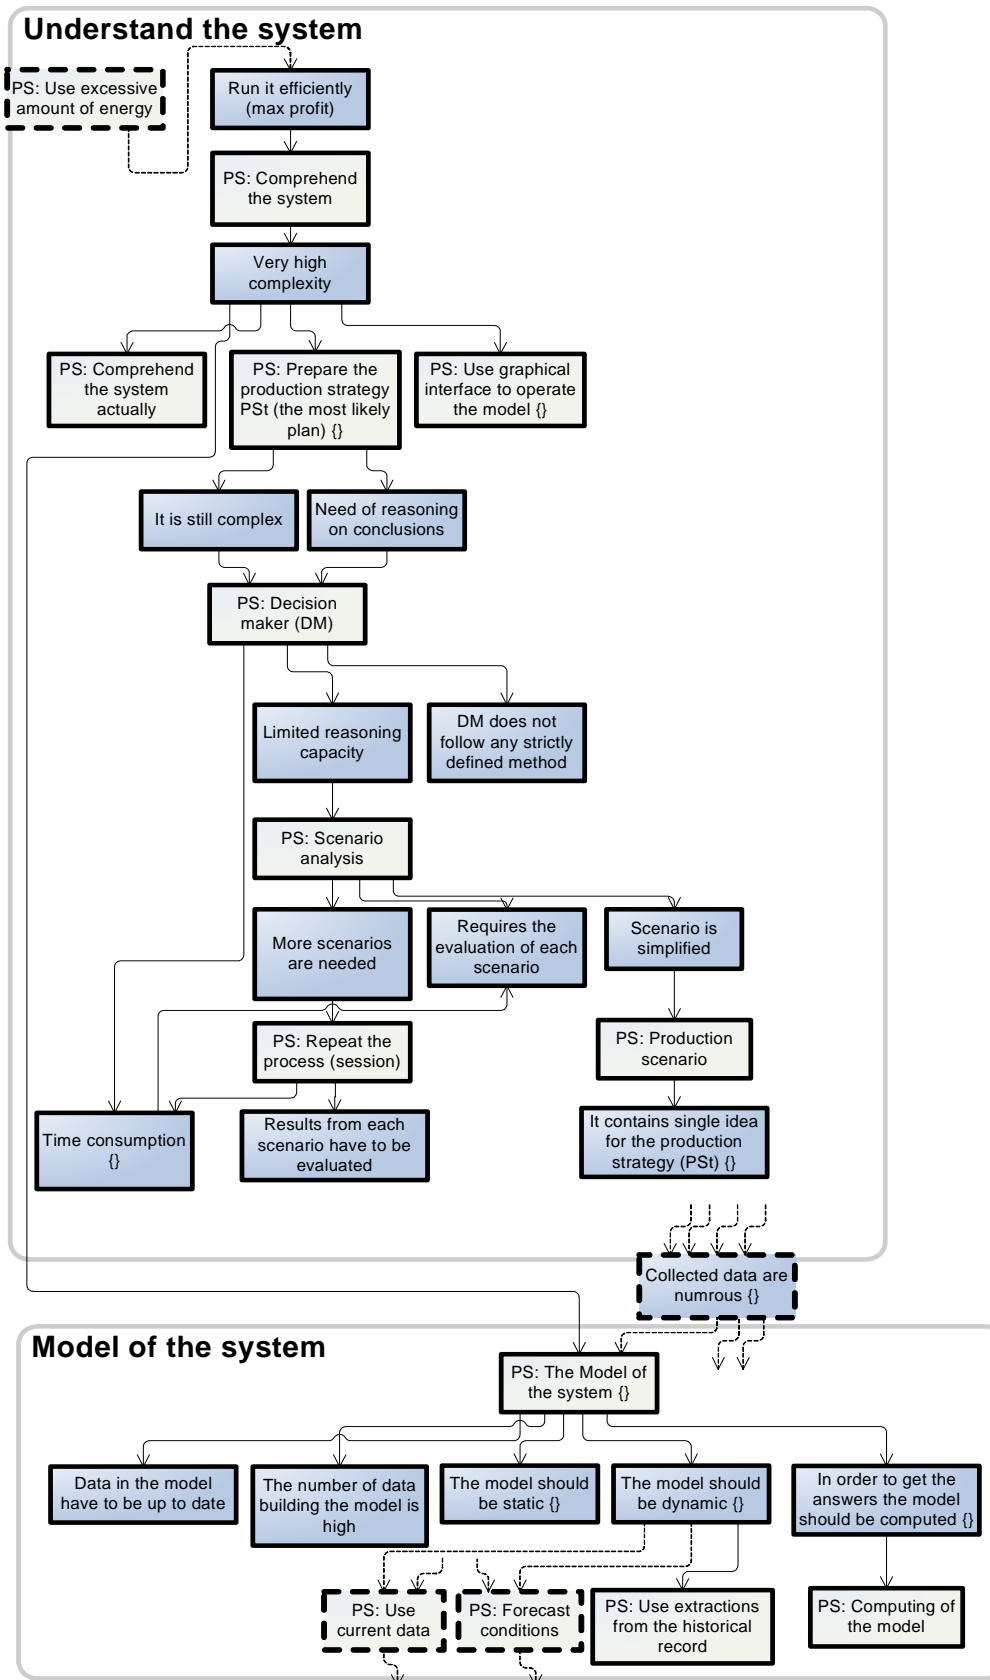 Understand the system
PS: Use excessive
amount of energy
Run it efficiently
(max profit)
PS: Comprehend
the system
Very high
complexity
PS: Comprehend
the system
actually
PS: Prepare the
production strategy
PSt (the most likely
plan) {}
PS: Use graphical
interface to operate
the model {}
It is still complex
Need of reasoning
on conclusions
PS: Decision
maker (DM)
Limited reasoning
capacity
DM does not
follow any strictly
defined method
PS: Scenario
analysis
More scenarios
are needed
Requires the
evaluation of each
scenario
Scenario is
simplified
PS: Repeat the
process (session)
PS: Production
scenario
Time consumption
{}
Results from each
scenario have to be
evaluated
It contains single idea
for the production
strategy (PSt) {}
Collected data are
numrous {}
Model of the system
PS: The Model of
the system {}
Data in the model
have to be up to date
The number of data
building the model is
high
The model should
be static {}
The model should
be dynamic {}
In order to get the
answers the model
should be computed {}
PS: Use
current data
PS: Forecast
conditions
PS: Use extractions
from the historical
record
PS: Computing of
the model